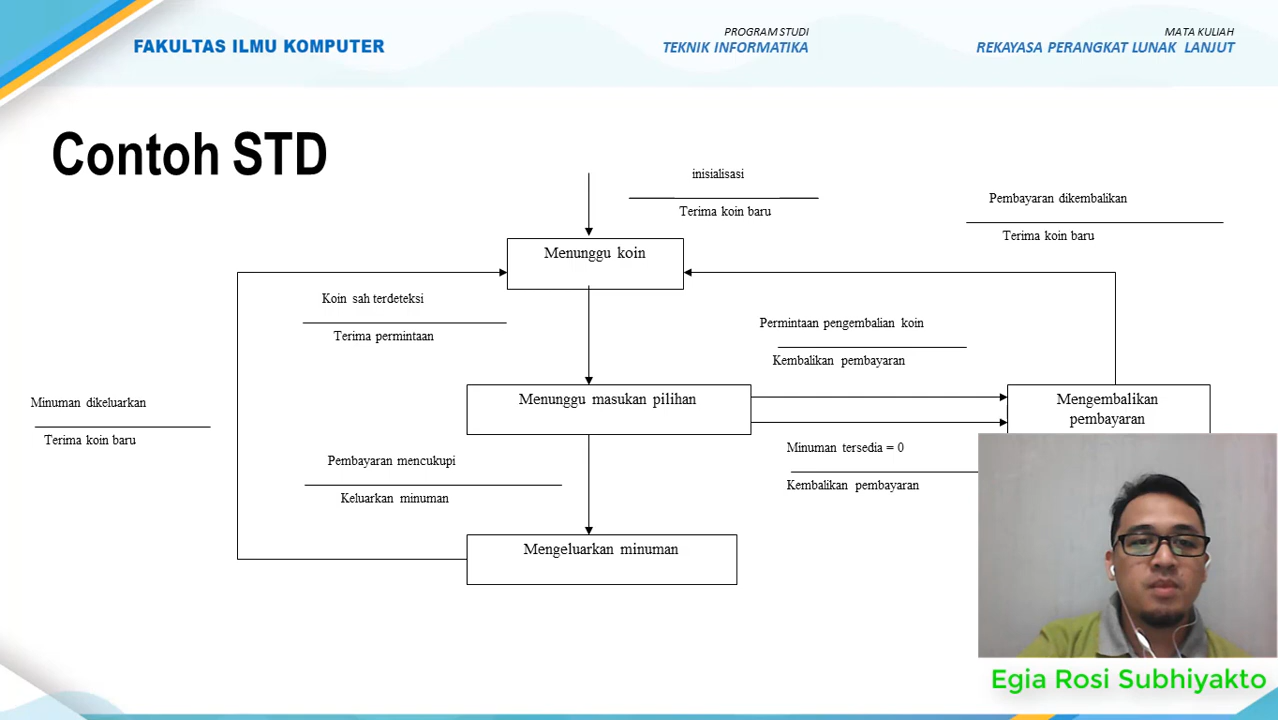 FAKULTAS ILMU KOMPUTER
PROGRAM STUDI
TEKNIK INFORMATIKA
MATA KULIAH
REKAYASA PERANGKAT LUNAK LANJUT
Contoh STD
inisialisasi
Terima koin baru
Pembayaran dikembalikan
Terima koin baru
Menunggu koin
Koin sah terdeteksi
Terima permintaan
Permintaan pengembalian koin
Kembalikan pembayaran
Minuman dikeluarkan
Terima koin baru
Menunggu masukan pilihan
Mengembalikan
pembayaran
Pembayaran mencukupi
Keluarkan minuman
Minuman tersedia = 0
Kembalikan pembayaran
Mengeluarkan minuman
Egia Rosi Subhiyakto